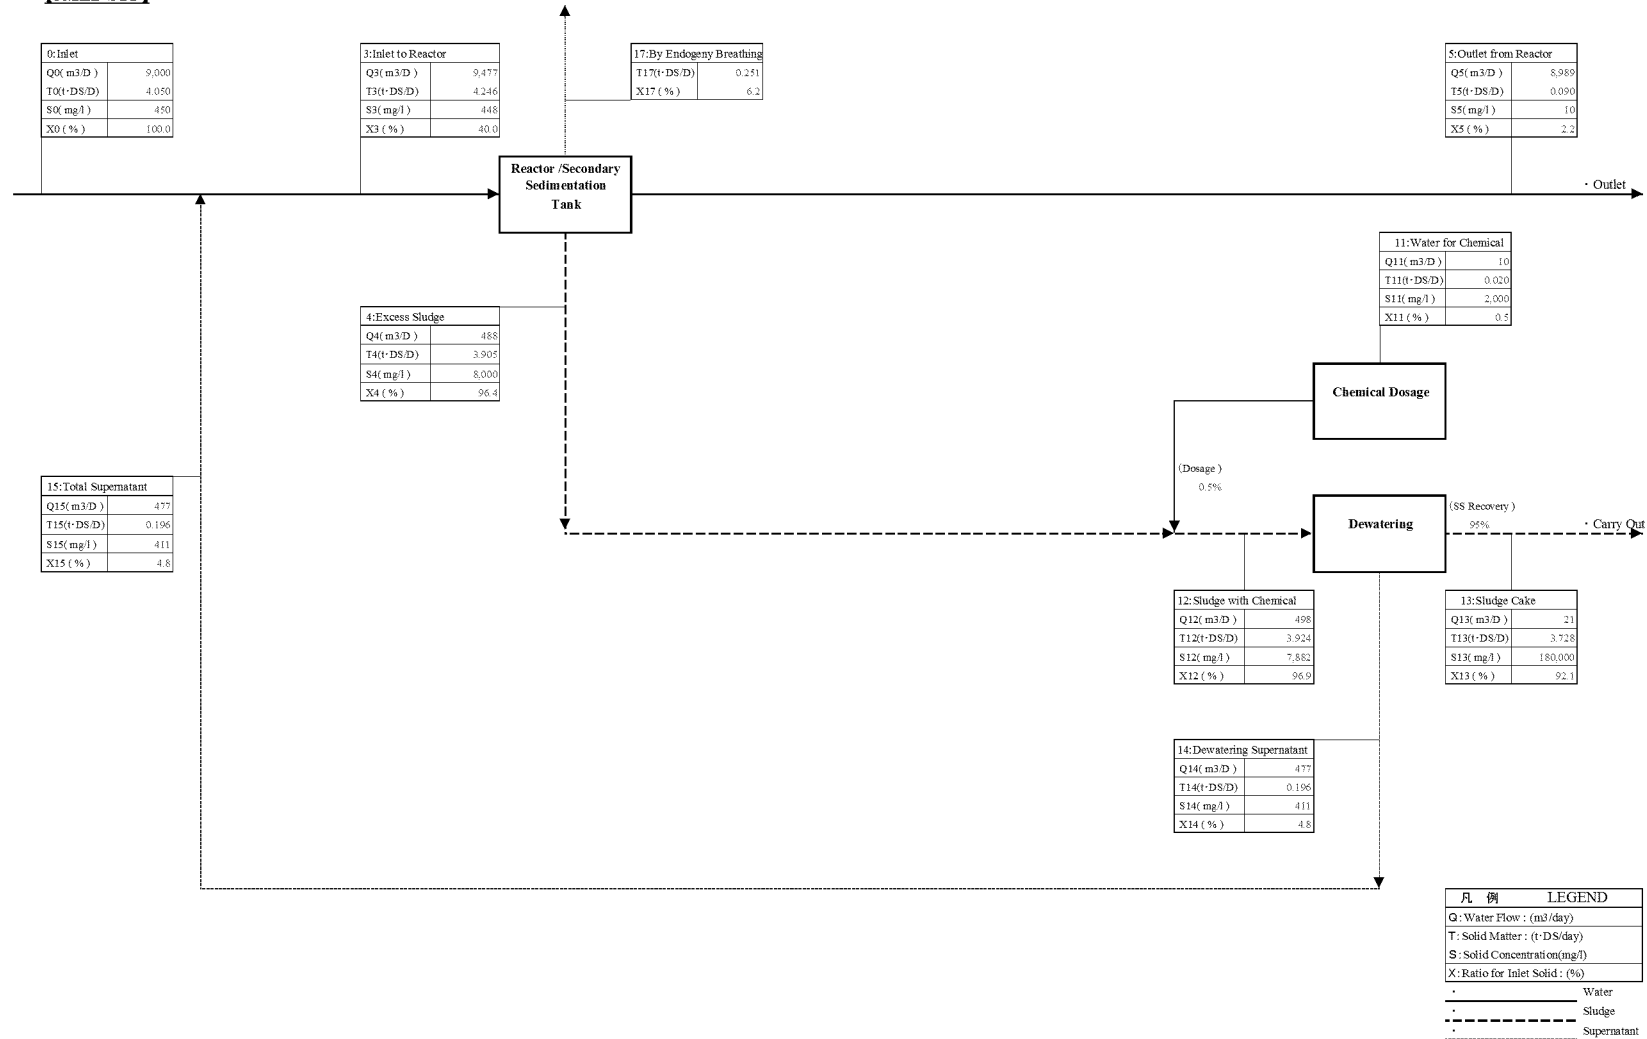 0:Inlet
Q0( m3/D ) 9,000
T0(t·DS/D) 4.050
S0( mg/l ) 450
X0 ( % ) 100.0
3:Inlet to Reactor
Q3( m3/D ) 9,477
T3(t·DS/D) 4.246
S3( mg/l ) 448
X3 ( % ) 40.0
17:By Endogeny Breathing
T17(t·DS/D) 0.251
X17 ( % ) 6.2
5:Outlet from Reactor
Q5( m3/D ) 8,989
T5(t·DS/D) 0.090
S5( mg/l ) 10
X5 ( % ) 2.2
Reactor /Secondary
Sedimentation
Tank
· Outlet
11:Water for Chemical
Q11( m3/D ) 10
T11(t·DS/D) 0.020
S11( mg/l ) 2,000
X11 ( % ) 0.5
4:Excess Sludge
Q4( m3/D ) 488
T4(t·DS/D) 3.905
S4( mg/l ) 8,000
X4 ( % ) 96.4
Chemical Dosage
(Dosage )
0.5%
15:Total Supernatant
Q15( m3/D ) 477
T15(t·DS/D) 0.196
S15( mg/l ) 411
X15 ( % ) 4.8
Dewatering
(SS Recovery )
95%
· Carry Out
12:Sludge with Chemical
Q12( m3/D ) 498
T12(t·DS/D) 3.924
S12( mg/l ) 7,882
X12 ( % ) 96.9
13:Sludge Cake
Q13( m3/D ) 21
T13(t·DS/D) 3.728
S13( mg/l ) 180,000
X13 ( % ) 92.1
14:Dewatering Supernatant
Q14( m3/D ) 477
T14(t·DS/D) 0.196
S14( mg/l ) 411
X14 ( % ) 4.8
凡 例 LEGEND
Q:Water Flow : (m3/day)
T:Solid Matter : (t·DS/day)
S:Solid Concentration(mg/l)
X:Ratio for Inlet Solid : (%)
· Water
· Sludge
· Supernatant